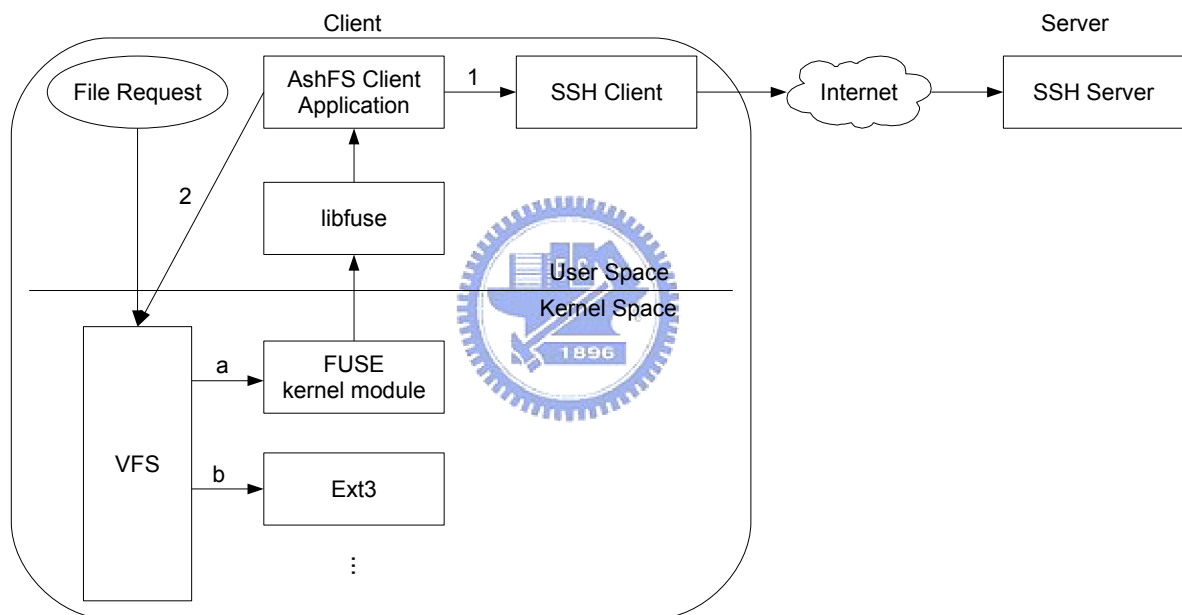 Client
Server
File Request
AshFS Client
Application
1
SSH Client
Internet
SSH Server
2
libfuse
User Space
Kernel Space
1896
a
FUSE
kernel module
VFS
b
Ext3
...